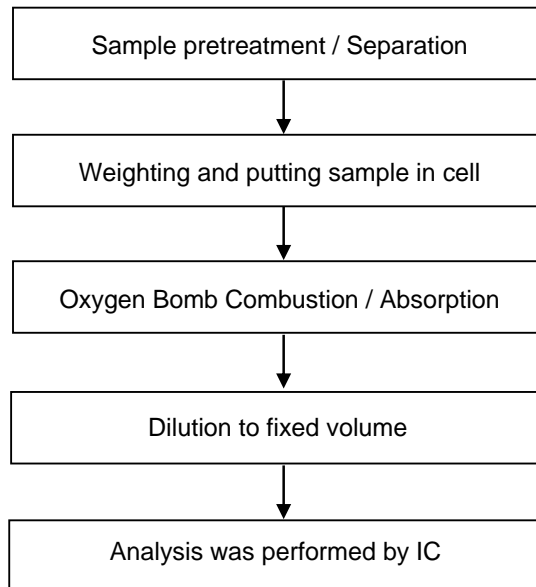 Sample pretreatment / Separation
Weighting and putting sample in cell
Oxygen Bomb Combustion / Absorption
Dilution to fixed volume
Analysis was performed by IC